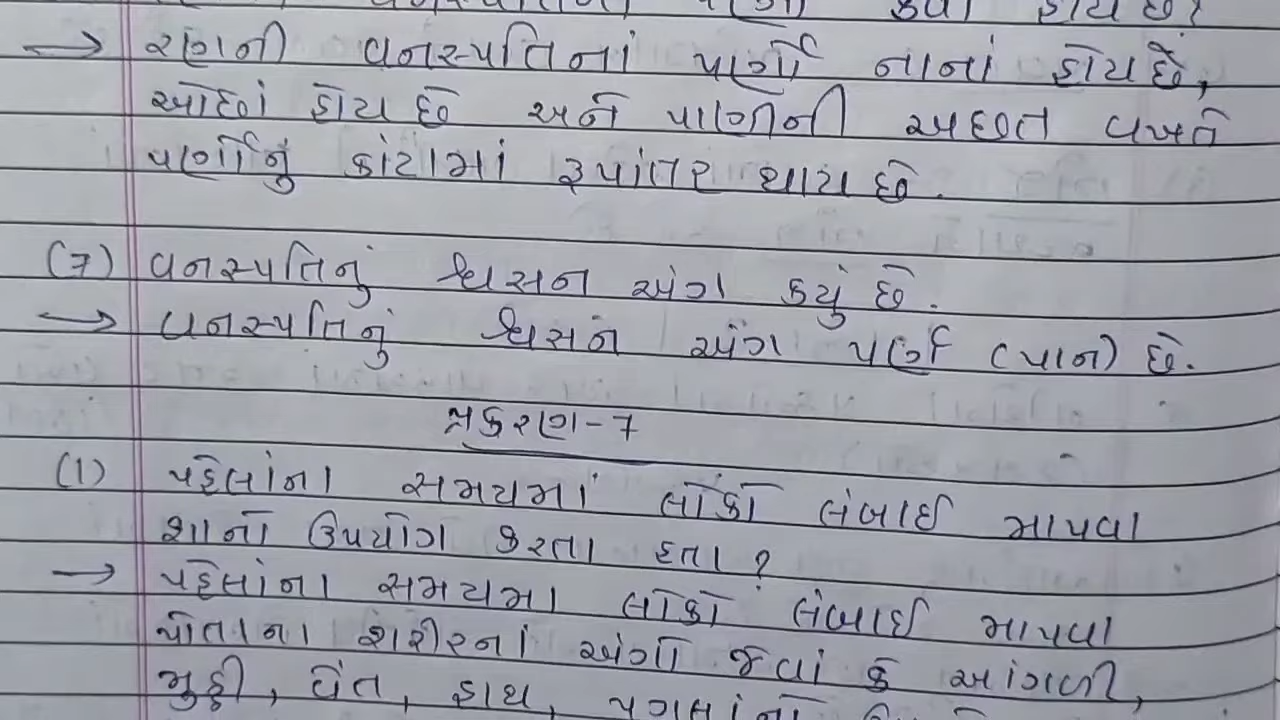 કેવા હોય છે?
→ રણની વનસ્પતિનાં પર્ણો નાનાં હોય છે,
ઓછાં હોય છે અને પાણીની અછત વખતે
પર્ણોનું કાંટામાં રૂપાંતર થાય છે.
(7) વનસ્પતિનું શ્વસન અંગ કયું છે.
→ વનસ્પતિનું શ્વસન અંગ પર્ણ (પાન) છે.
પ્રકરણ-7
(1) પહેલાંના સમયમાં લોકો લંબાઈ માપવા
શાનો ઉપયોગ કરતા હતા?
→ પહેલાંના સમયમાં લોકો લંબાઈ માપવા
પોતાના શરીરનાં અંગો જેવાં કે આંગળી,
મુઠ્ઠી, વેંત, હાથ, પગલાંનો